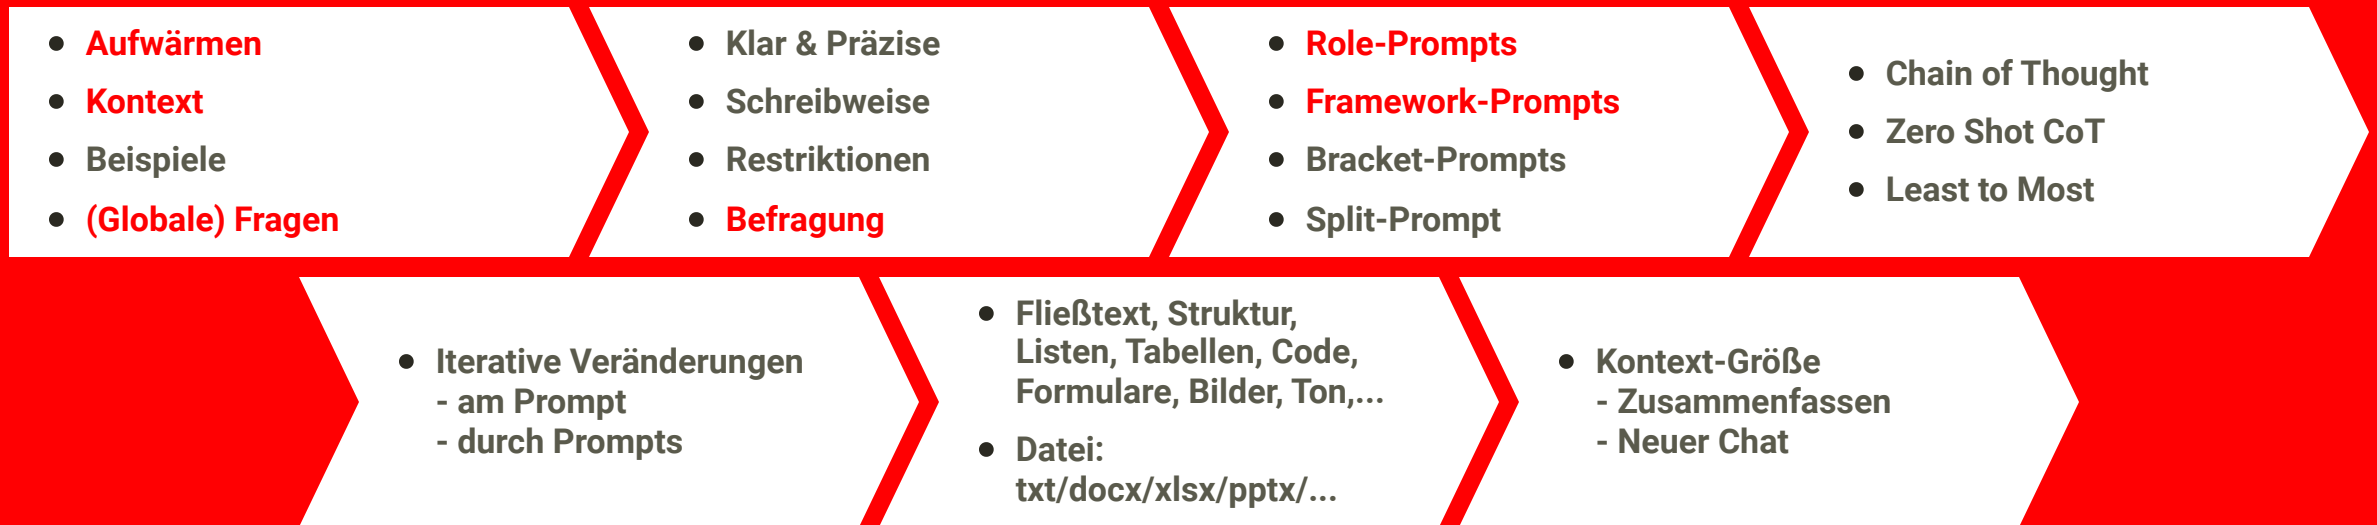 Aufwärmen
Kontext
Beispiele
(Globale) Fragen
Klar & Präzise
Schreibweise
Restriktionen
Befragung
Role-Prompts
Framework-Prompts
Bracket-Prompts
Split-Prompt
Chain of Thought
Zero Shot CoT
Least to Most
Iterative Veränderungen
- am Prompt
- durch Prompts
Fließtext, Struktur,
Listen, Tabellen, Code,
Formulare, Bilder, Ton,...
Datei:
txt/docx/xlsx/pptx/...
Kontext-Größe
- Zusammenfassen
- Neuer Chat